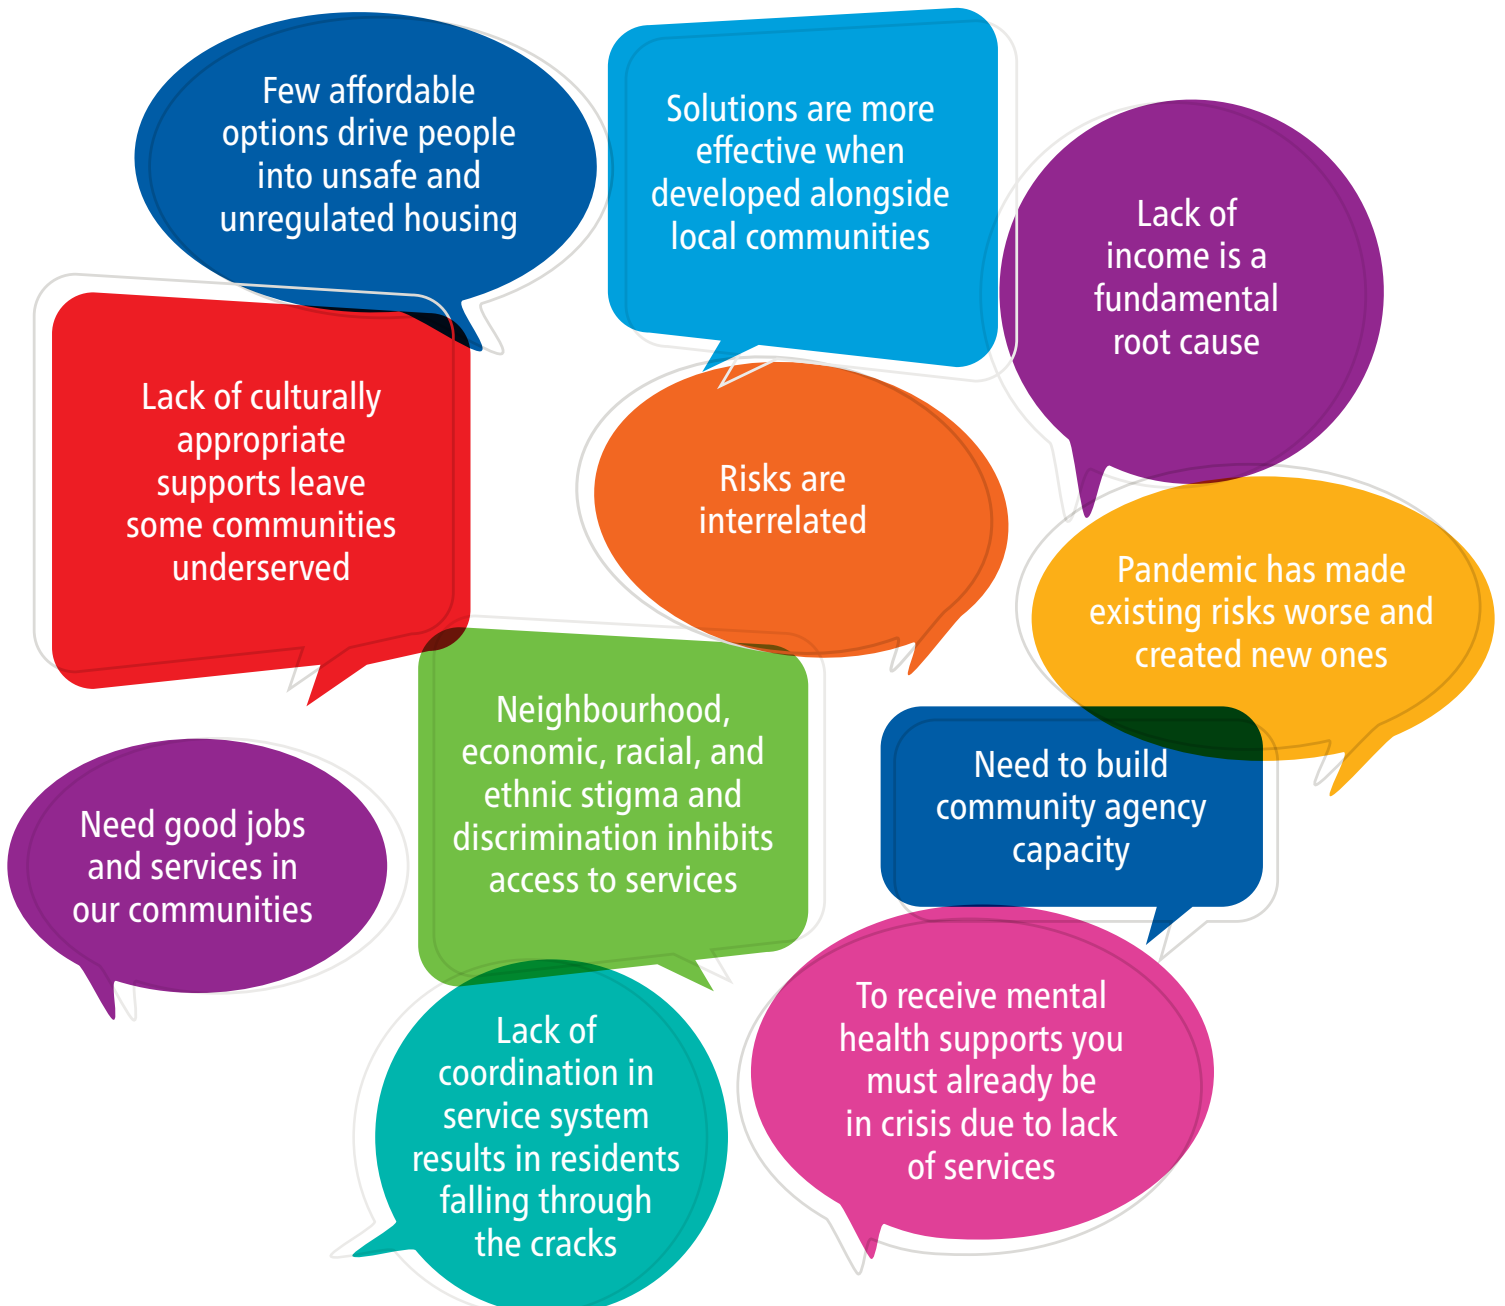 Few affordable
options drive people
into unsafe and
unregulated housing
Solutions are more
effective when
developed alongside
local communities
Lack of
income is a
fundamental
root cause
Lack of culturally
appropriate
supports leave
some communities
underserved
Risks are
interrelated
Pandemic has made
existing risks worse and
created new ones
Neighbourhood,
economic, racial, and
ethnic stigma and
discrimination inhibits
access to services
Need to build
community agency
capacity
Need good jobs
and services in
our communities
Lack of
coordination in
service system
results in residents
falling through
the cracks
To receive mental
health supports you
must already be
in crisis due to lack
of services